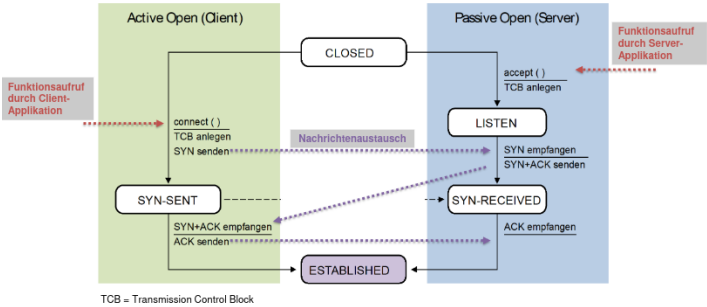 Active Open (Client)
Passive Open (Server)
Funktionsaufruf
durch Server-
Applikation
CLOSED
accept ( )
TCB anlegen
Funktionsaufruf
durch Client-
Applikation
connect ( )
TCB anlegen
SYN senden
LISTEN
Nachrichtenaustausch
SYN empfangen
SYN+ACK senden
SYN-SENT
SYN-RECEIVED
SYN+ACK empfangen
ACK senden
ACK empfangen
ESTABLISHED
TCB = Transmission Control Block